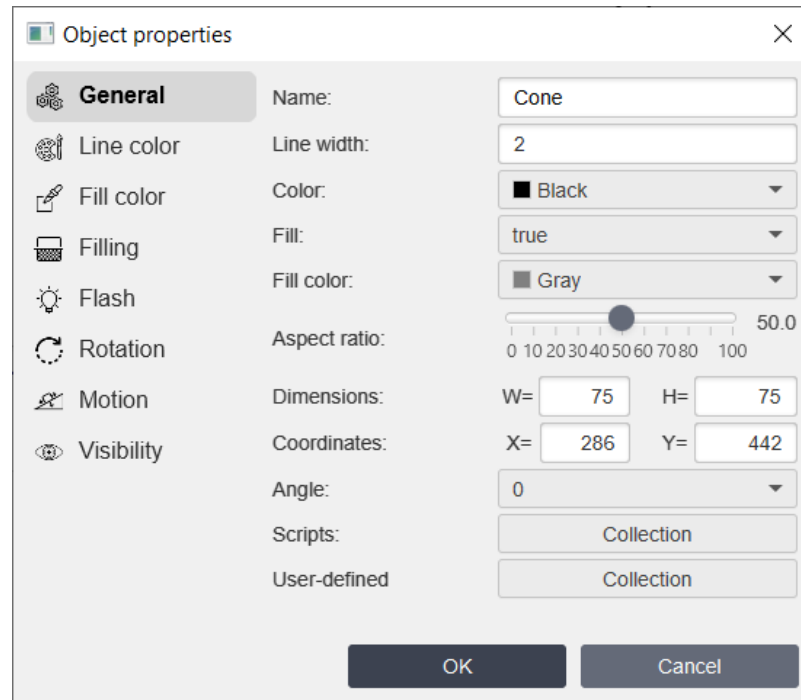 Object properties
General
Line color
Fill color
Filling
Flash
Rotation
Motion
Visibility
Name: Cone
Line width: 2
Color: Black
Fill: true
Fill color: Gray
Aspect ratio: 50.0
0 10 20 30 40 50 60 70 80 100
Dimensions: W= 75 H= 75
Coordinates: X= 286 Y= 442
Angle: 0
Scripts: Collection
User-defined Collection
OK Cancel